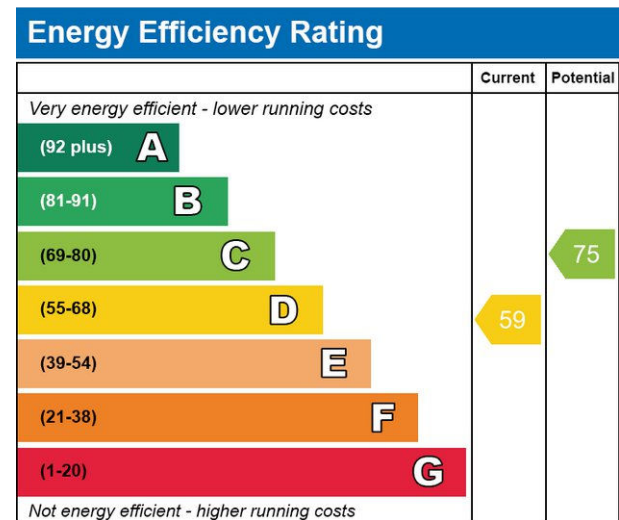 Energy Efficiency Rating
Current Potential
Very energy efficient - lower running costs
(92 plus) A
(81-91) B
(69-80) C
75
(55-68) D
59
(39-54) E
(21-38) F
(1-20) G
Not energy efficient - higher running costs